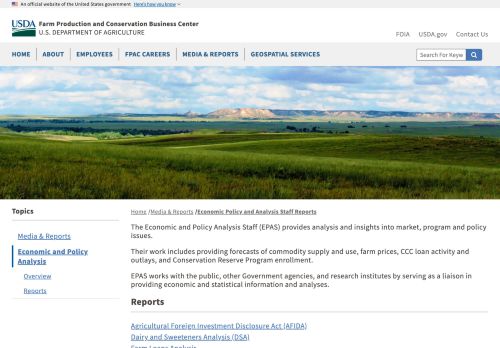 An official website of the United States government Here's how you know
USDA
Farm Production and Conservation Business Center
U.S. DEPARTMENT OF AGRICULTURE
FOIA USDA.gov Contact Us
HOME ABOUT EMPLOYEES FPAC CAREERS MEDIA & REPORTS GEOSPATIAL SERVICES
Search For Keyw
Topics
Media & Reports
Economic and Policy
Analysis
Overview
Reports
Home /Media & Reports /Economic Policy and Analysis Staff Reports
The Economic and Policy Analysis Staff (EPAS) provides analysis and insights into market, program and policy
issues.
Their work includes providing forecasts of commodity supply and use, farm prices, CCC loan activity and
outlays, and Conservation Reserve Program enrollment.
EPAS works with the public, other Government agencies, and research institutes by serving as a liaison in
providing economic and statistical information and analyses.
Reports
Agricultural Foreign Investment Disclosure Act (AFIDA)
Dairy and Sweeteners Analysis (DSA)
Farm Loans Analysis